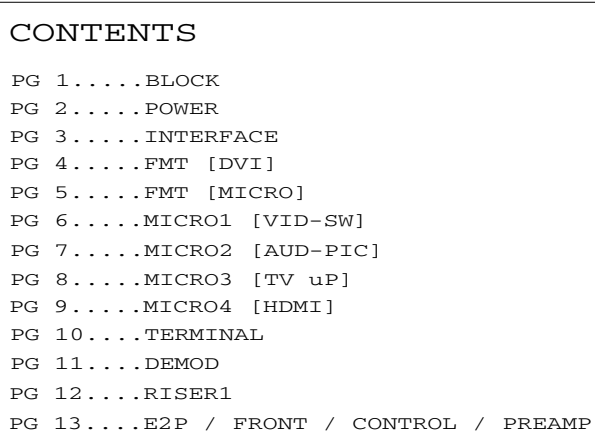 CONTENTS
PG 1.....BLOCK
PG 2.....POWER
PG 3.....INTERFACE
PG 4.....FMT [DVI]
PG 5.....FMT [MICRO]
PG 6.....MICRO1 [VID-SW]
PG 7.....MICRO2 [AUD-PIC]
PG 8.....MICRO3 [TV uP]
PG 9.....MICRO4 [HDMI]
PG 10....TERMINAL
PG 11....DEMOD
PG 12....RISER1
PG 13....E2P / FRONT / CONTROL / PREAMP